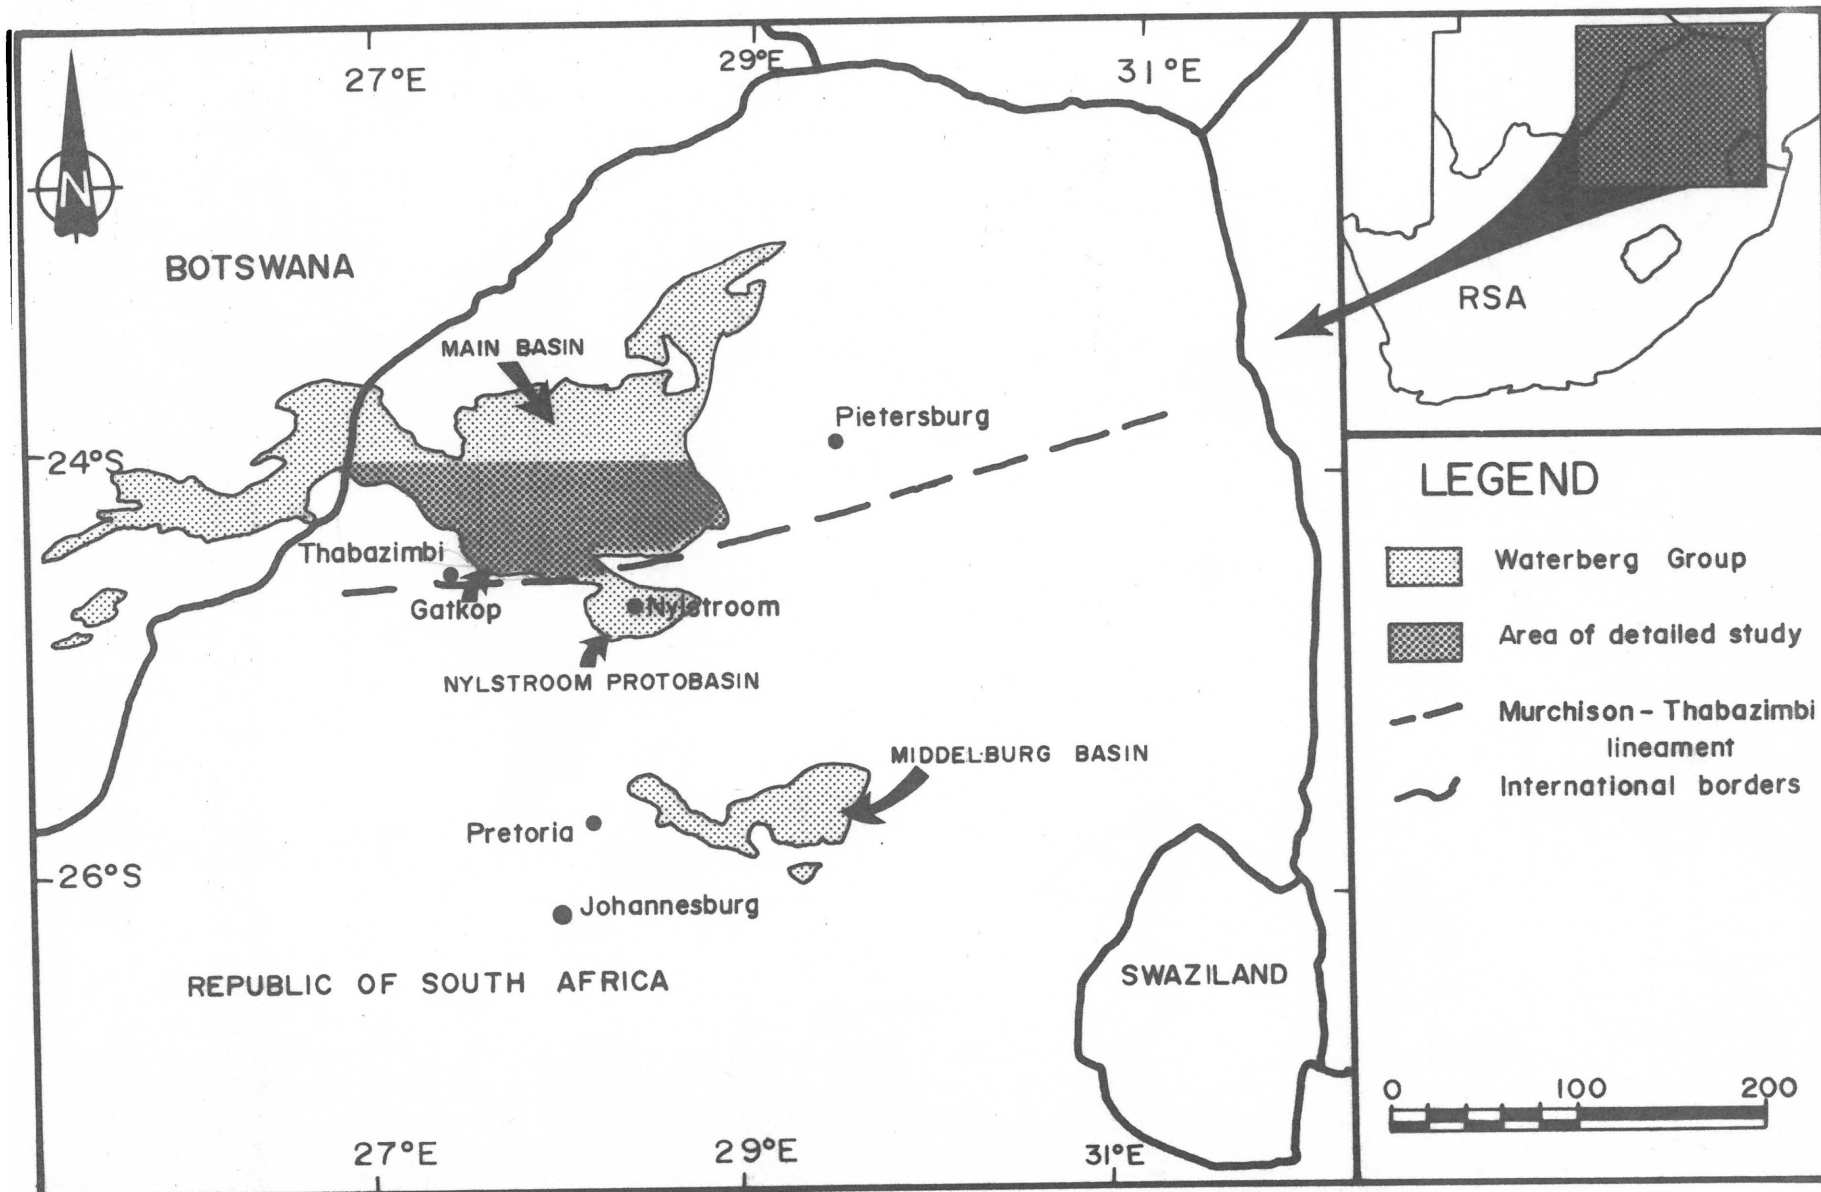 27°E
29°E
31°E
N
BOTSWANA
RSA
MAIN BASIN
Pietersburg
24°S
LEGEND
Thabazimbi
Waterberg Group
Gatkop
Nylstroom
Area of detailed study
NYLSTROOM PROTOBASIN
Murchison - Thabazimbi
lineament
MIDDELBURG BASIN
International borders
Pretoria
26°S
Johannesburg
REPUBLIC OF SOUTH AFRICA
SWAZILAND
0 100 200
27°E
29°E
31°E